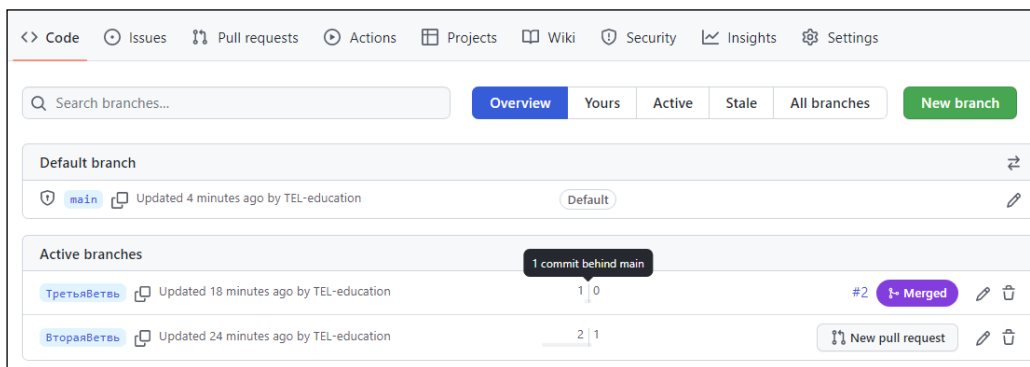 Code Issues Pull requests Actions Projects Wiki Security Insights Settings
Search branches... Overview Yours Active Stale All branches New branch
Default branch
main Updated 4 minutes ago by TEL-education Default
Active branches
1 commit behind main
ТретьяВетвь Updated 18 minutes ago by TEL-education 1 0 #2 Merged
ВтораяВетвь Updated 24 minutes ago by TEL-education 2 1 New pull request